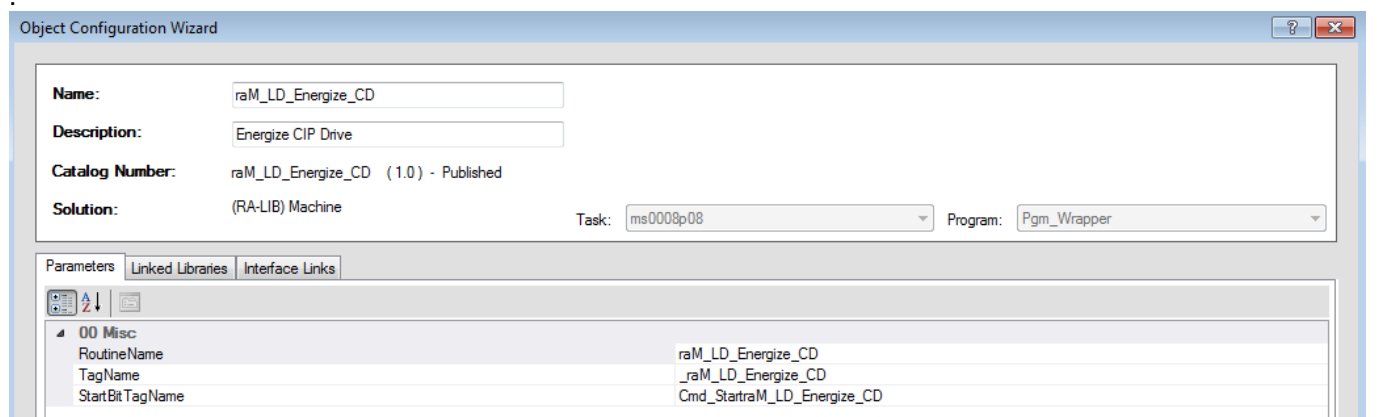 .
Object Configuration Wizard
Name: raM_LD_Energize_CD
Description: Energize CIP Drive
Catalog Number: raM_LD_Energize_CD ( 1.0 ) - Published
Solution: (RA-LIB) Machine Task: ms0008p08 Program: Pgm_Wrapper
Parameters Linked Libraries Interface Links
00 Misc
RoutineName raM_LD_Energize_CD
TagName _raM_LD_Energize_CD
StartBitTagName Cmd_StartraM_LD_Energize_CD